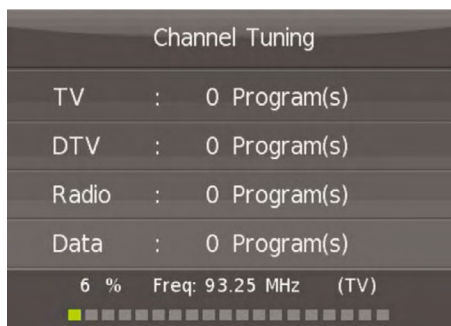 Channel Tuning
TV : 0 Program(s)
DTV : 0 Program(s)
Radio : 0 Program(s)
Data : 0 Program(s)
6 % Freq: 93.25 MHz (TV)